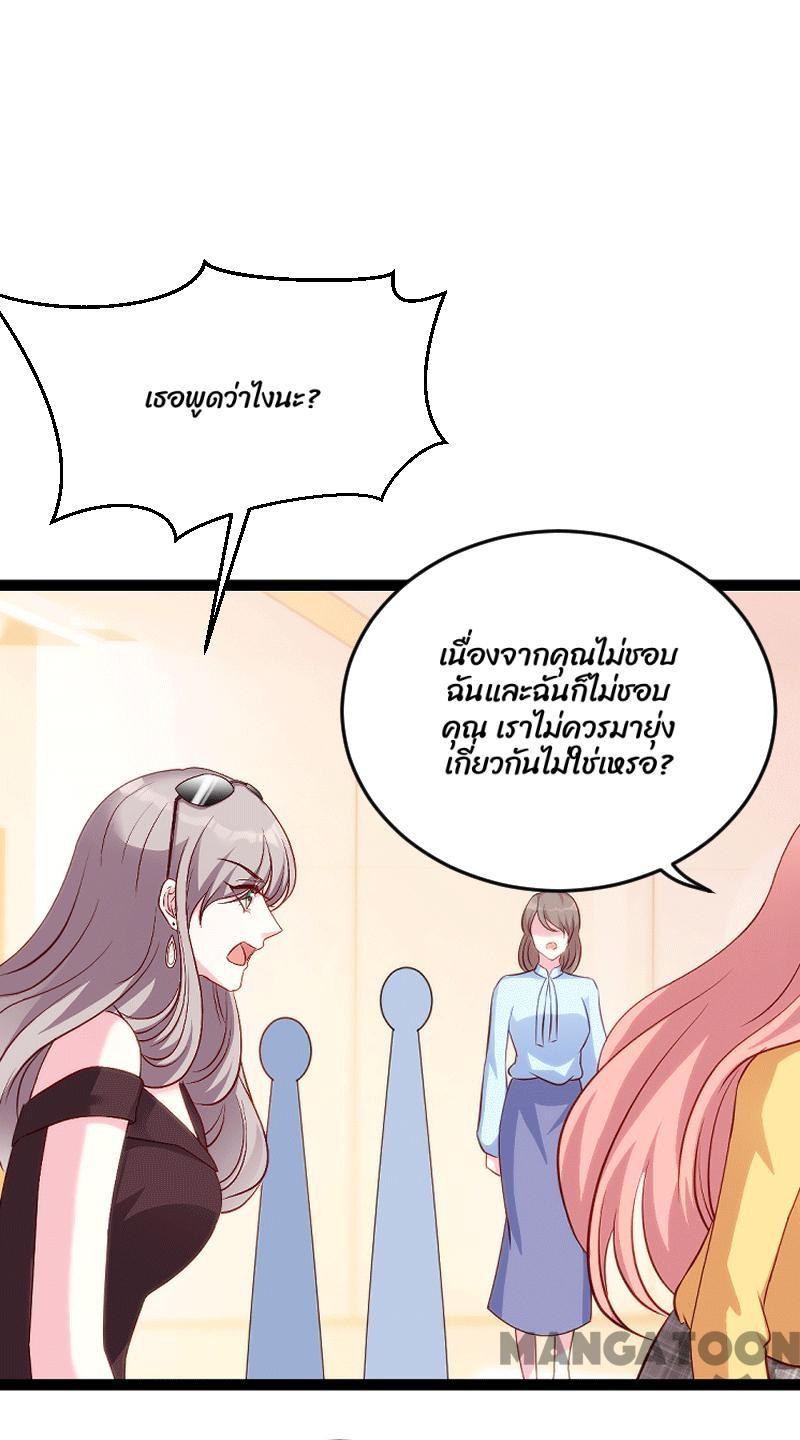 เธอพูดว่าไงนะ?
เนื่องจากคุณไม่ชอบ
ฉันและฉันก็ไม่ชอบ
คุณ เราไม่ควรมายุ่ง
เกี่ยวกันไม่ใช่เหรอ?
MANGATOON